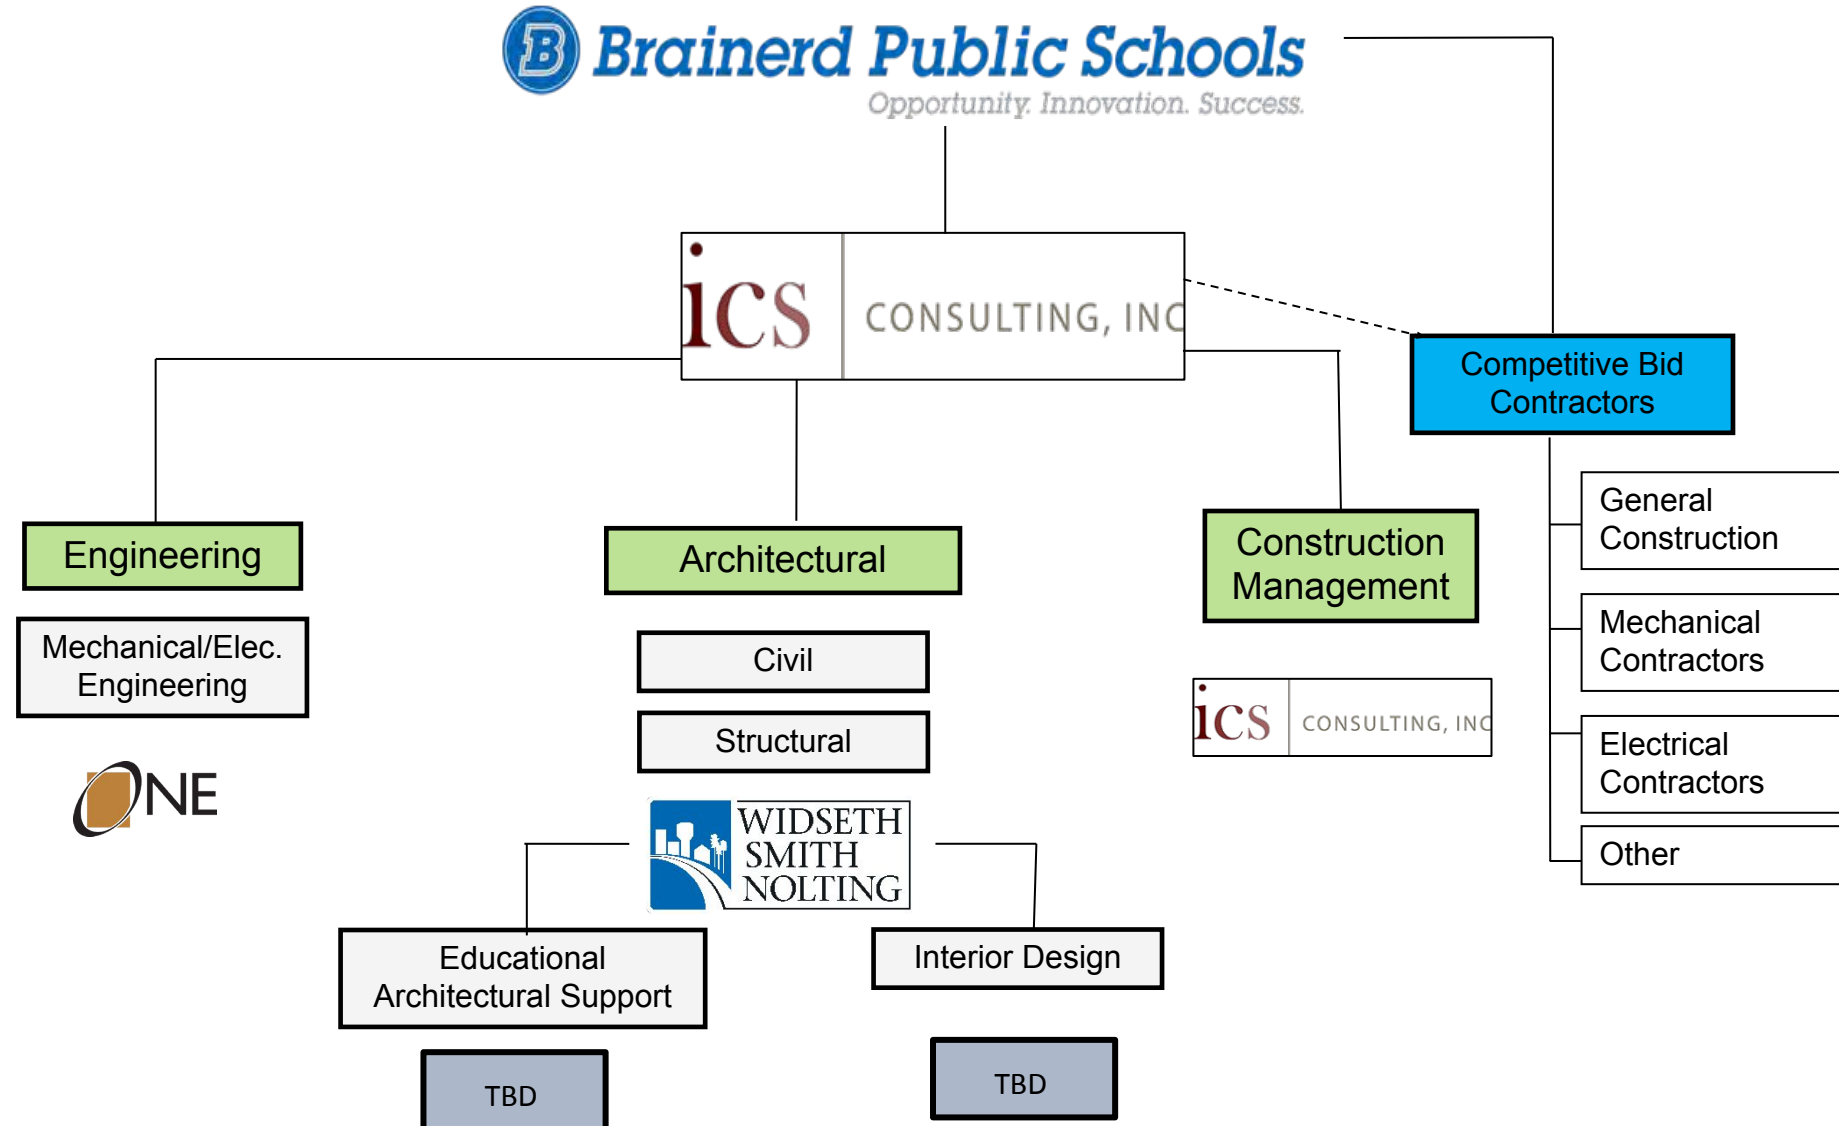 B Brainerd Public Schools
Opportunity. Innovation. Success.
ics CONSULTING, INC
Competitive Bid
Contractors
General
Construction
Mechanical
Contractors
Electrical
Contractors
Other
Engineering
Mechanical/Elec.
Engineering
ONE
Architectural
Civil
Structural
WIDSETH
SMITH
NOLTING
Educational
Architectural Support
TBD
Interior Design
TBD
Construction
Management
ics CONSULTING, INC